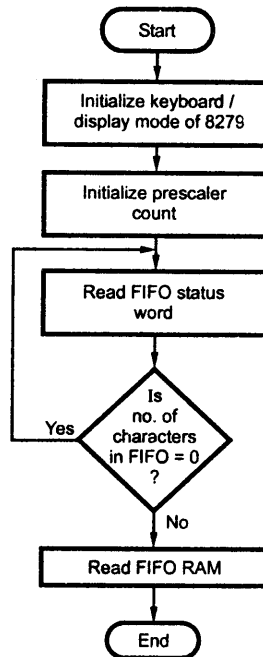 Start
Initialize keyboard /
display mode of 8279
Initialize prescaler
count
Read FIFO status
word
Is
no. of
characters
in FIFO = 0
?
Yes
No
Read FIFO RAM
End